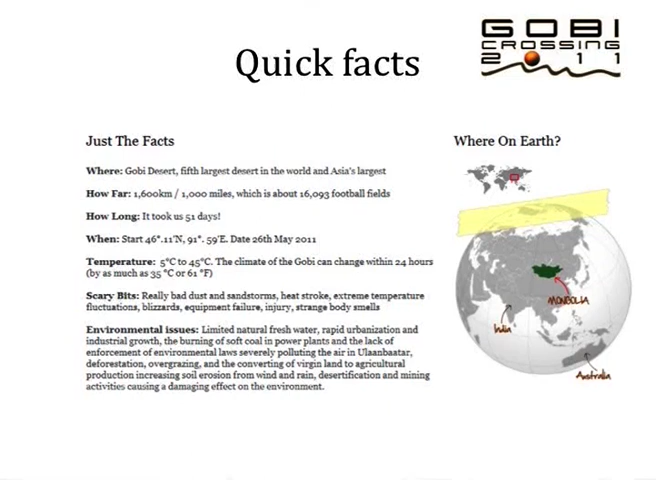 Quick facts
GOBI
CROSSING
2011
Just The Facts
Where: Gobi Desert, fifth largest desert in the world and Asia's largest
How Far: 1,600km / 1,000 miles, which is about 16,093 football fields
How Long: It took us 51 days!
When: Start 46°.11'N, 91°. 59'E. Date 26th May 2011
Temperature: 5°C to 45°C. The climate of the Gobi can change within 24 hours
(by as much as 35 °C or 61 °F)
Scary Bits: Really bad dust and sandstorms, heat stroke, extreme temperature
fluctuations, blizzards, equipment failure, injury, strange body smells
Environmental issues: Limited natural fresh water, rapid urbanization and
industrial growth, the burning of soft coal in power plants and the lack of
enforcement of environmental laws severely polluting the air in Ulaanbaatar,
deforestation, overgrazing, and the converting of virgin land to agricultural
production increasing soil erosion from wind and rain, desertification and mining
activities causing a damaging effect on the environment.
Where On Earth?
MONGOLIA
India
Australia